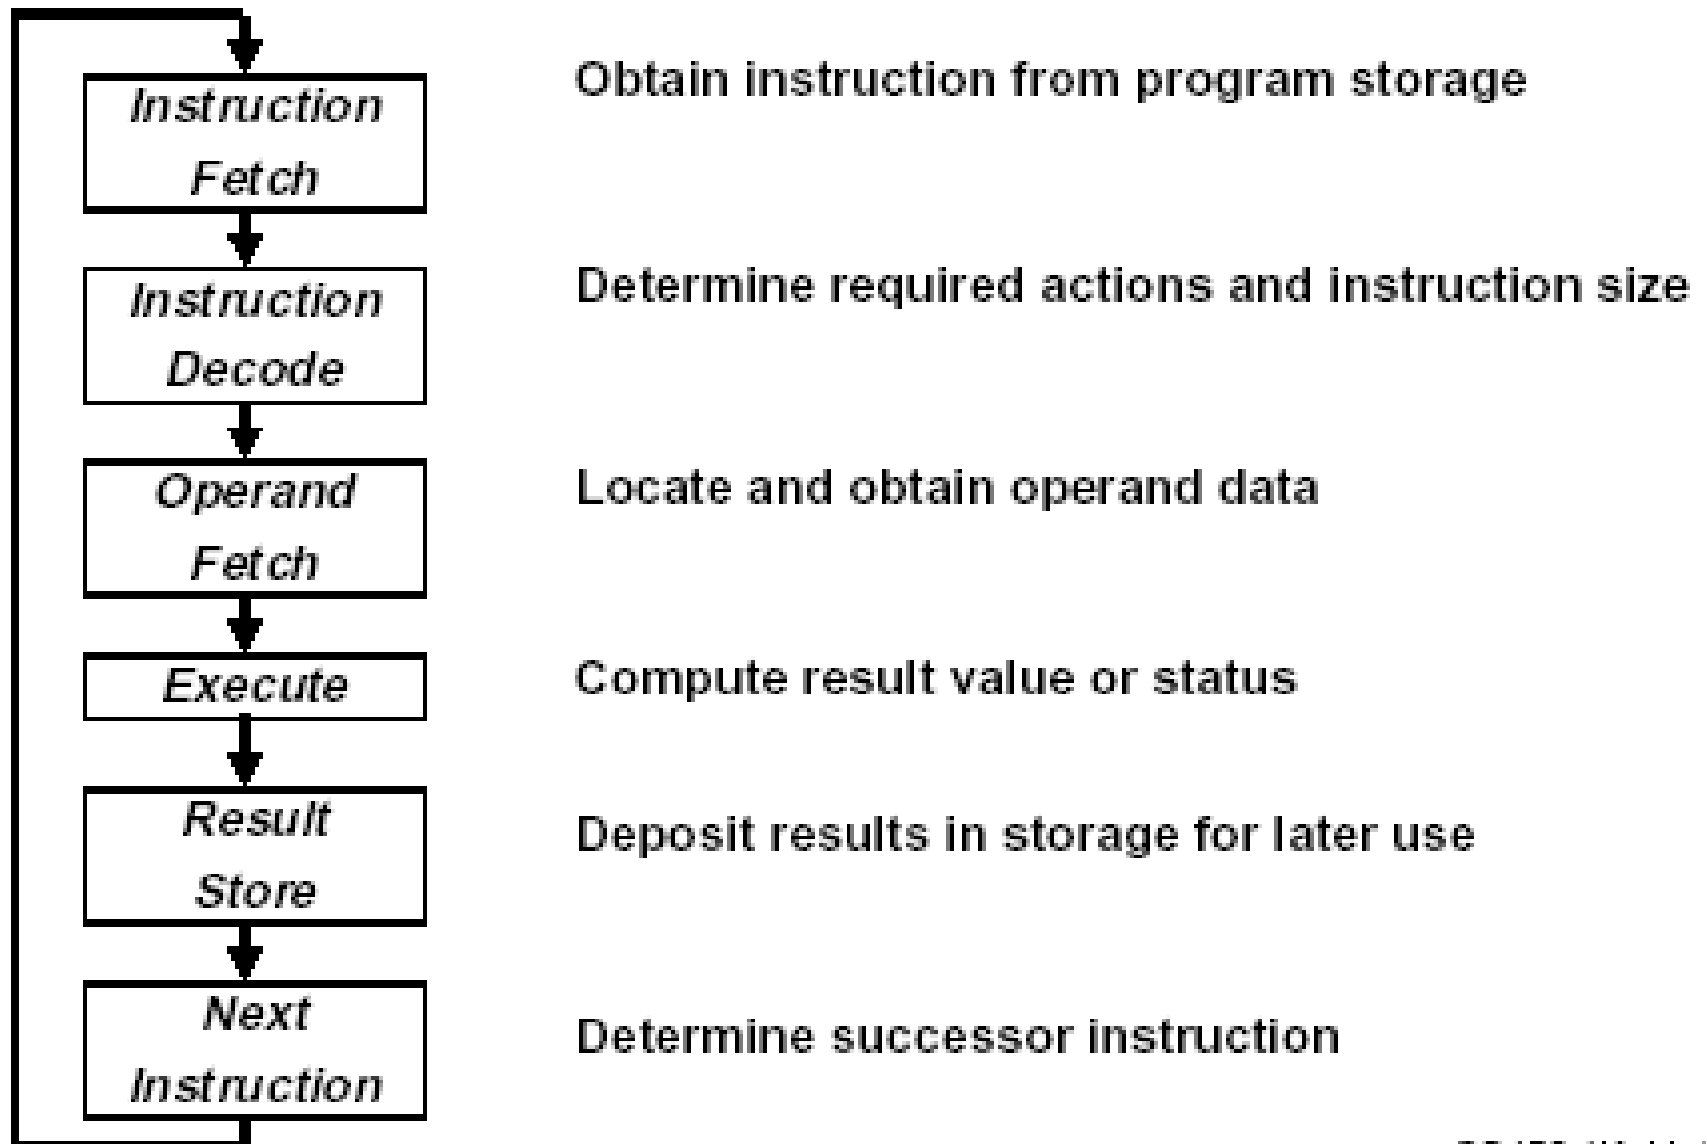 Instruction
Fetch
Obtain instruction from program storage
Instruction
Decode
Determine required actions and instruction size
Operand
Fetch
Locate and obtain operand data
Execute
Compute result value or status
Result
Store
Deposit results in storage for later use
Next
Instruction
Determine successor instruction